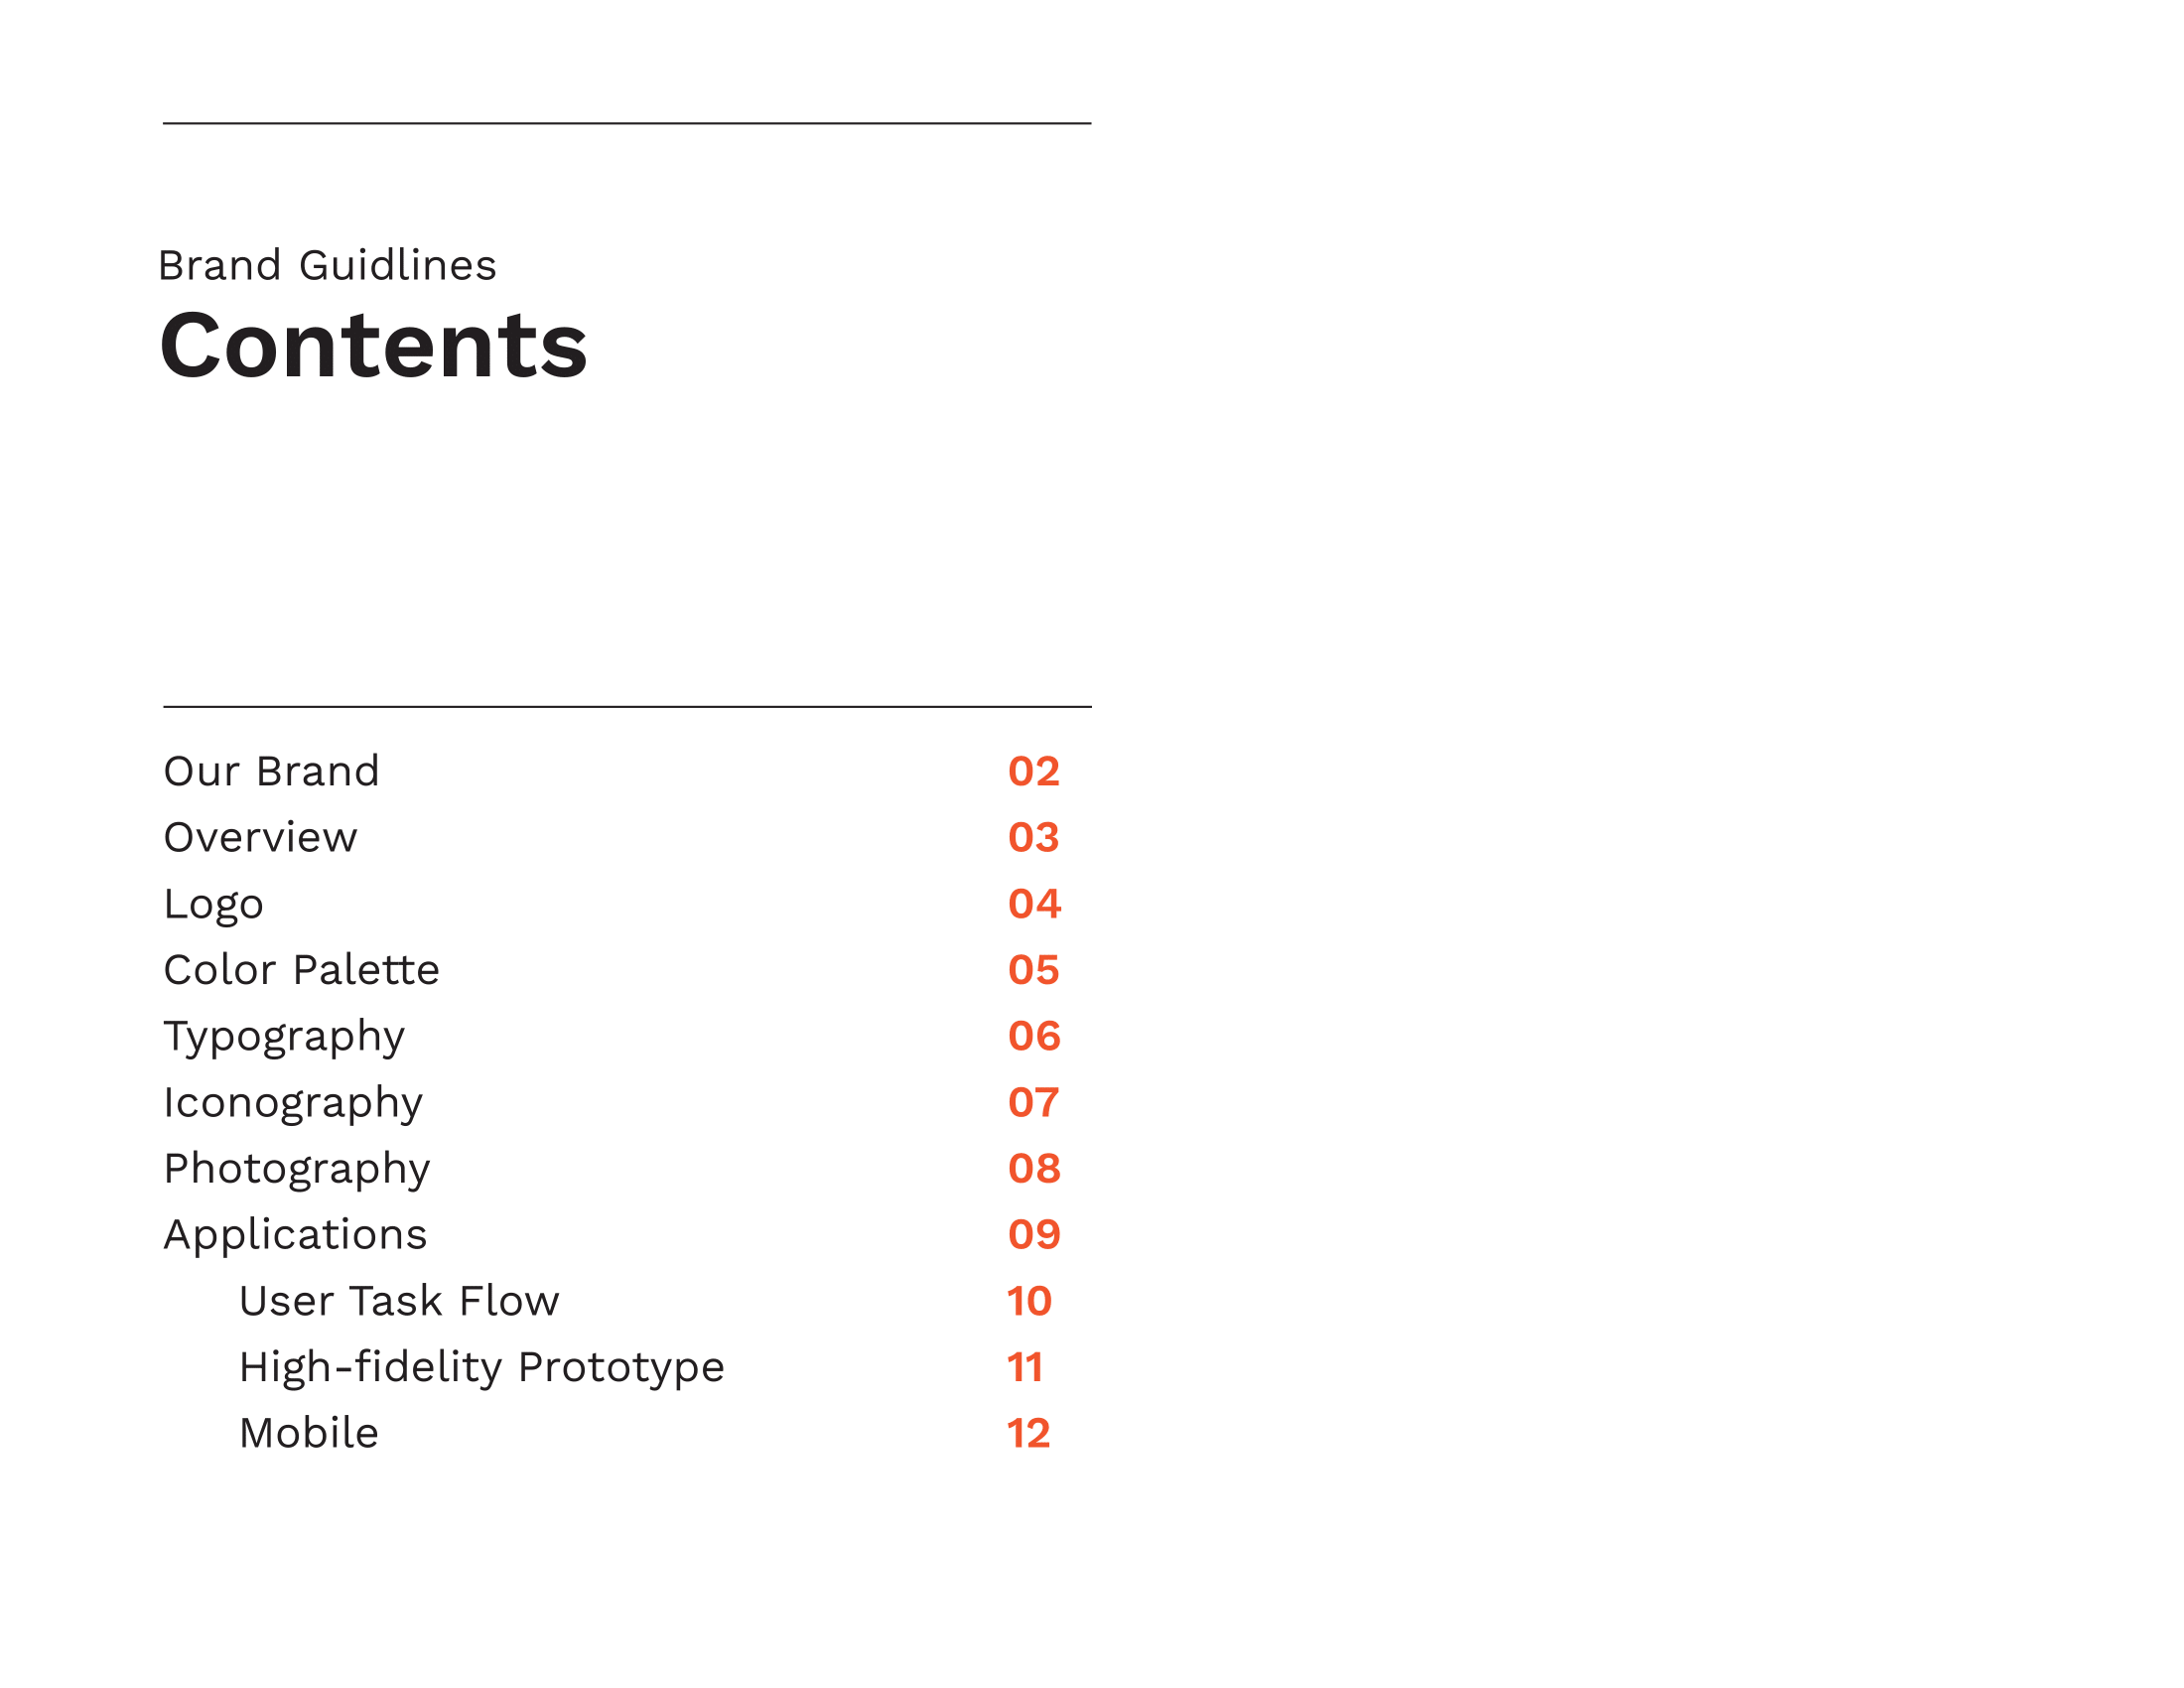 Brand Guidlines
Contents
Our Brand 02
Overview 03
Logo 04
Color Palette 05
Typography 06
Iconography 07
Photography 08
Applications 09
User Task Flow 10
High-fidelity Prototype 11
Mobile 12